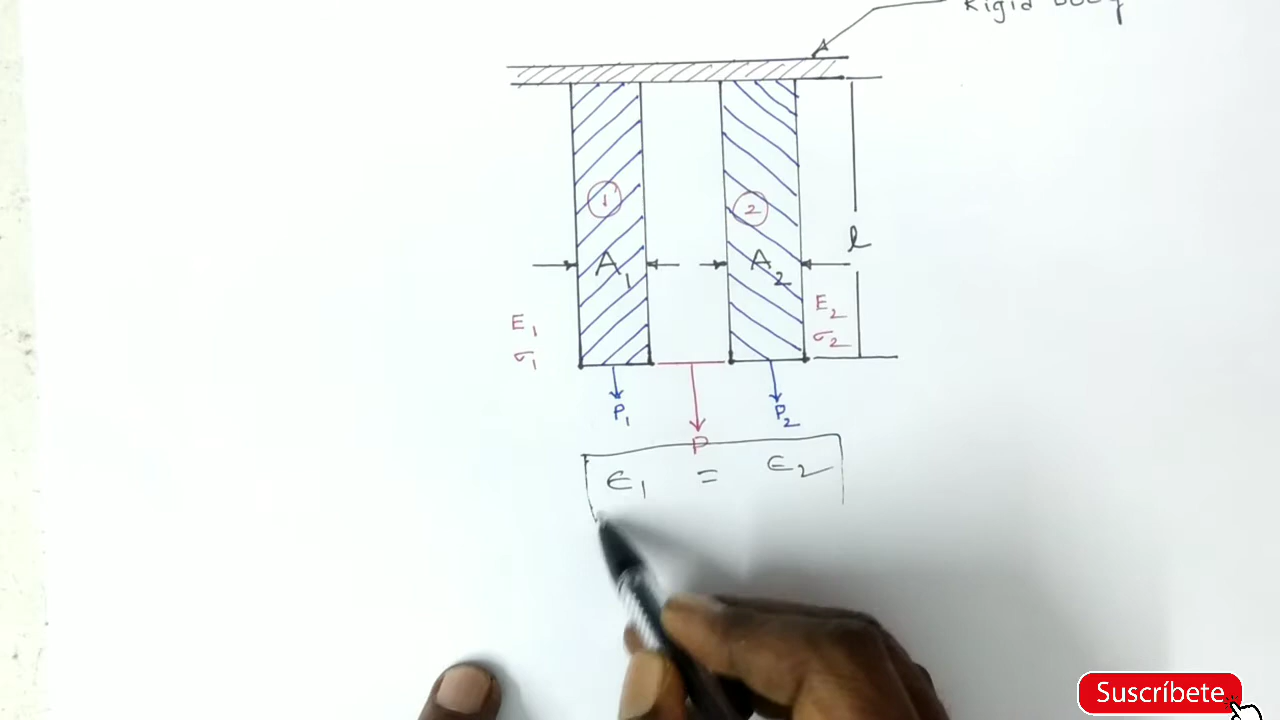 Rigid body
1
2
l
A₁
A₂
E₁
E₂
σ₁
σ₂
P₁
P₂
P
ϵ₁ = ϵ₂
Suscríbete